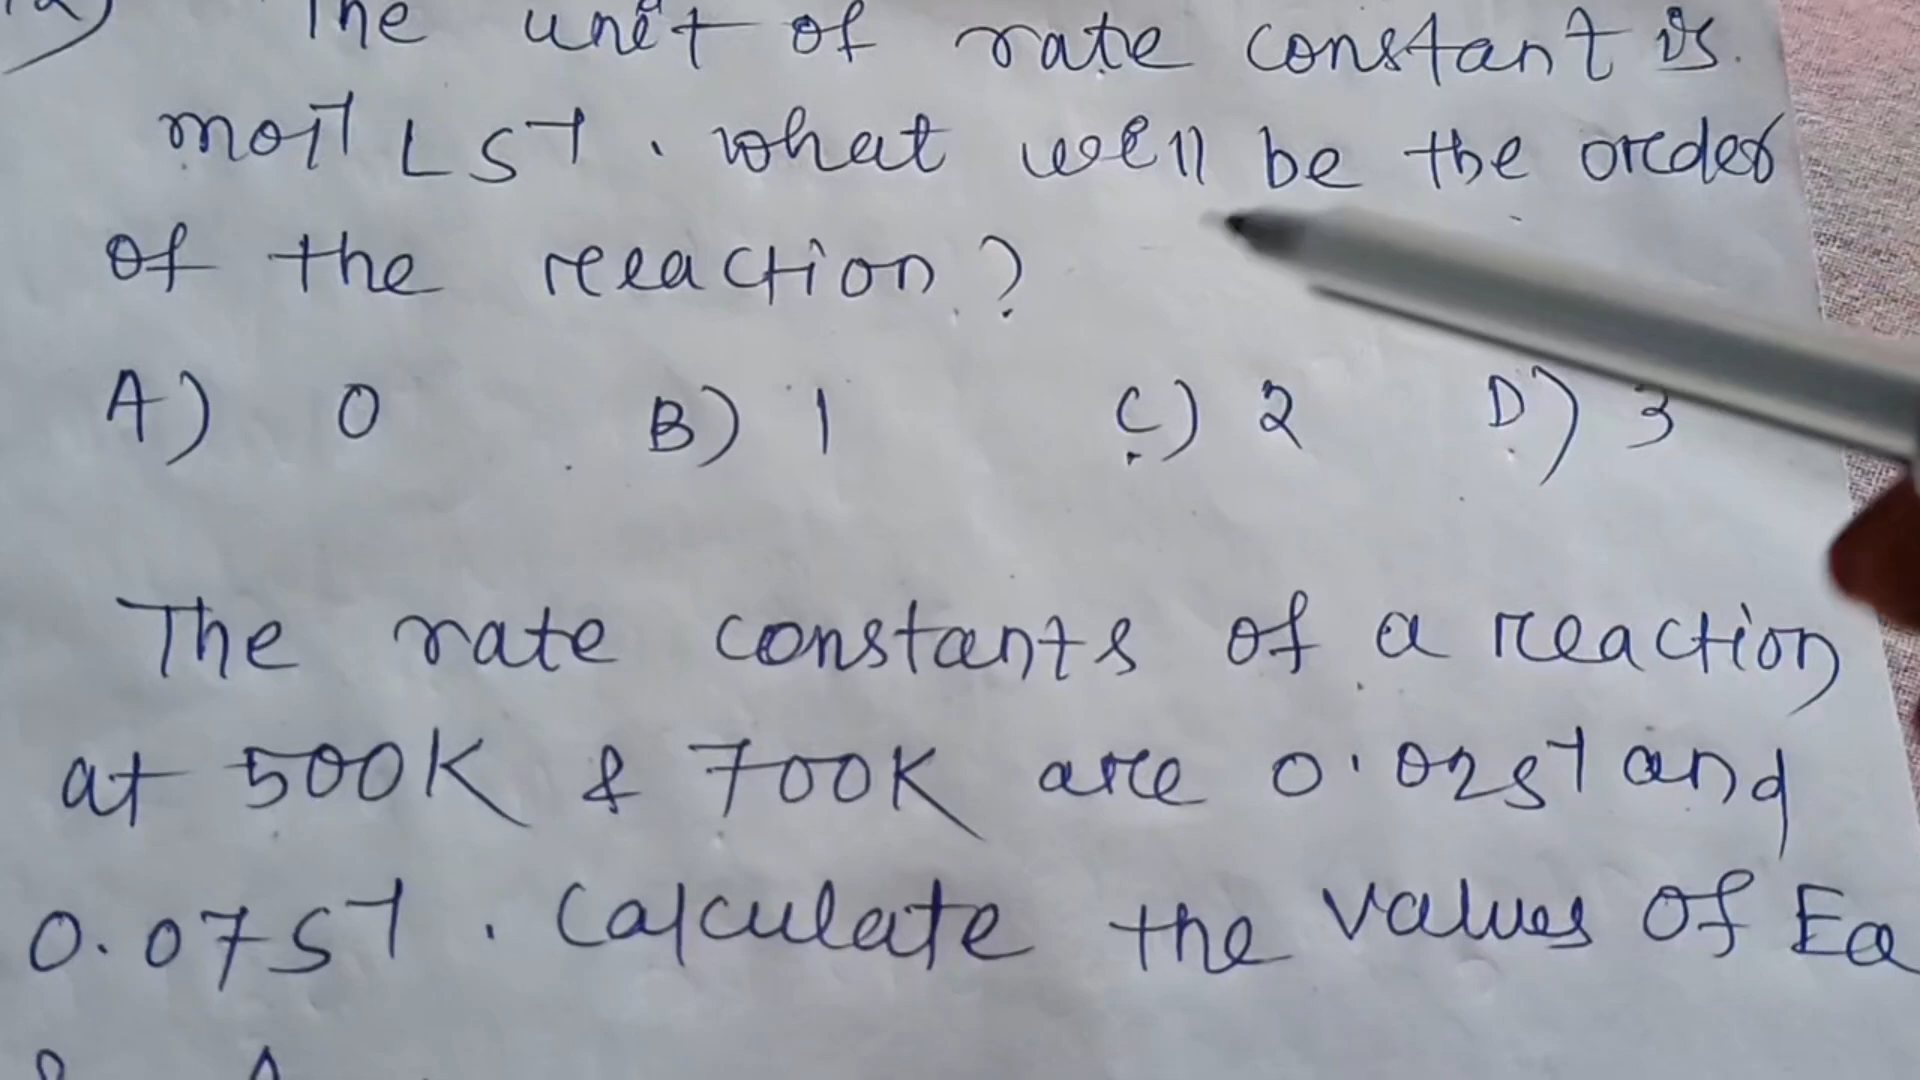 The unit of rate constant is
mol⁻¹ L S⁻¹. what will be the order
of the reaction?
A) 0 B) 1 C) 2 D) 3
The rate constants of a reaction
at 500K & 700K are 0.02s⁻¹ and
0.07S⁻¹. Calculate the values of Ea